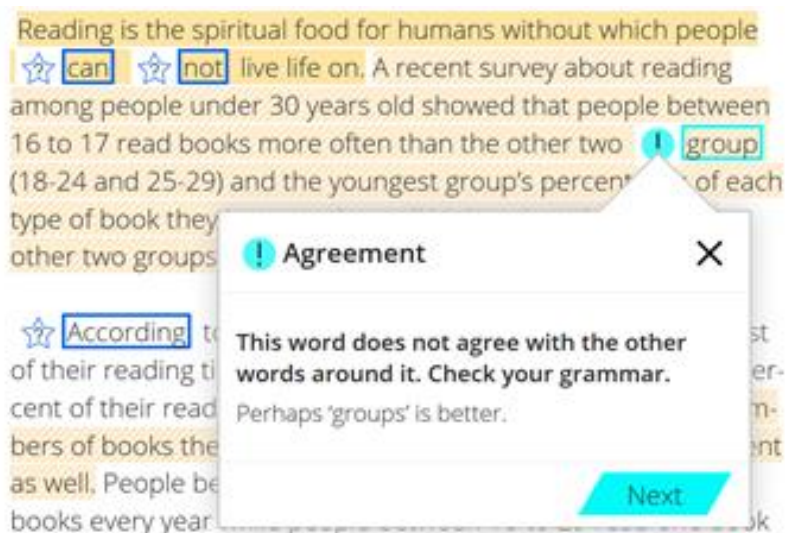 Reading is the spiritual food for humans without which people
? can ? not live life on. A recent survey about reading
among people under 30 years old showed that people between
16 to 17 read books more often than the other two ! group
(18-24 and 25-29) and the youngest group's percent of each
type of book they
other two groups
! Agreement
This word does not agree with the other
words around it. Check your grammar.
Perhaps 'groups' is better.
Next
? According
of their reading
cent of their read
bers of books the
as well. People be
books every year